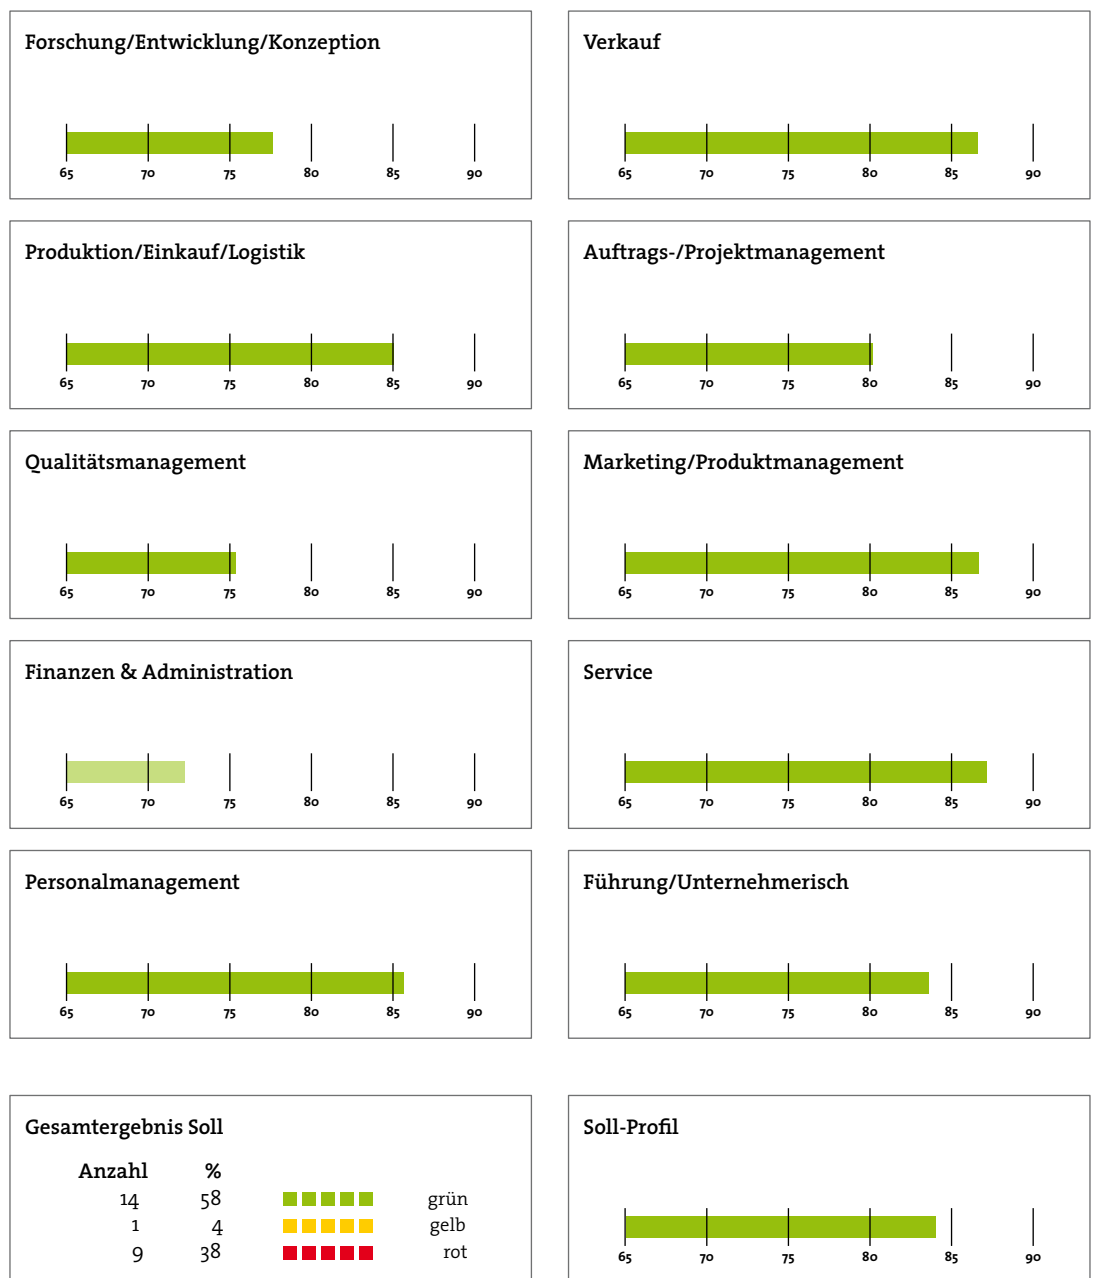 Forschung/Entwicklung/Konzeption
65 70 75 80 85 90
Verkauf
65 70 75 80 85 90
Produktion/Einkauf/Logistik
65 70 75 80 85 90
Auftrags-/Projektmanagement
65 70 75 80 85 90
Qualitätsmanagement
65 70 75 80 85 90
Marketing/Produktmanagement
65 70 75 80 85 90
Finanzen & Administration
65 70 75 80 85 90
Service
65 70 75 80 85 90
Personalmanagement
65 70 75 80 85 90
Führung/Unternehmerisch
65 70 75 80 85 90
Gesamtergebnis Soll
Anzahl %
14 58 grün
1 4 gelb
9 38 rot
Soll-Profil
65 70 75 80 85 90